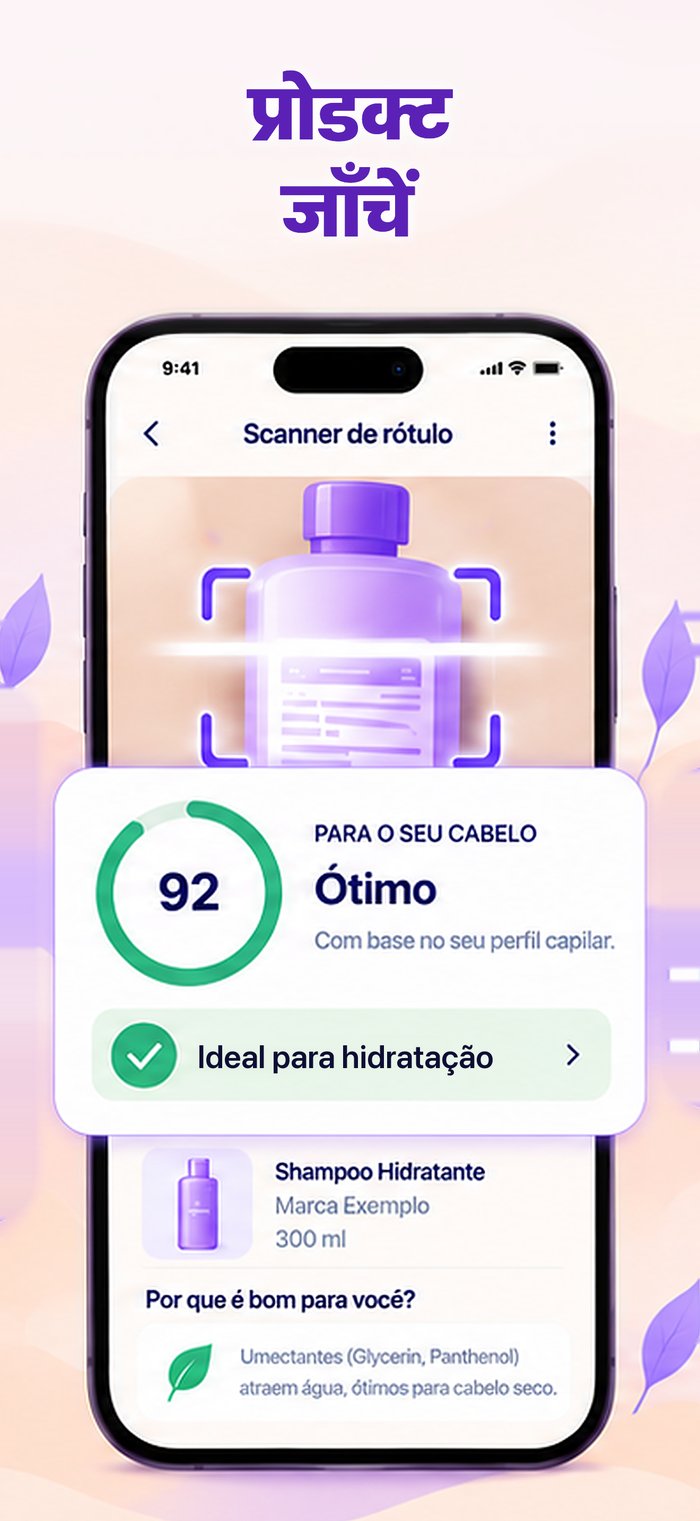 प्रोडक्ट
जाँचें
9:41
Scanner de rótulo
92
PARA O SEU CABELO
Ótimo
Com base no seu perfil capilar.
Ideal para hidratação
Shampoo Hidratante
Marca Exemplo
300 ml
Por que é bom para você?
Umectantes (Glycerin, Panthenol)
atraem água, ótimos para cabelo seco.